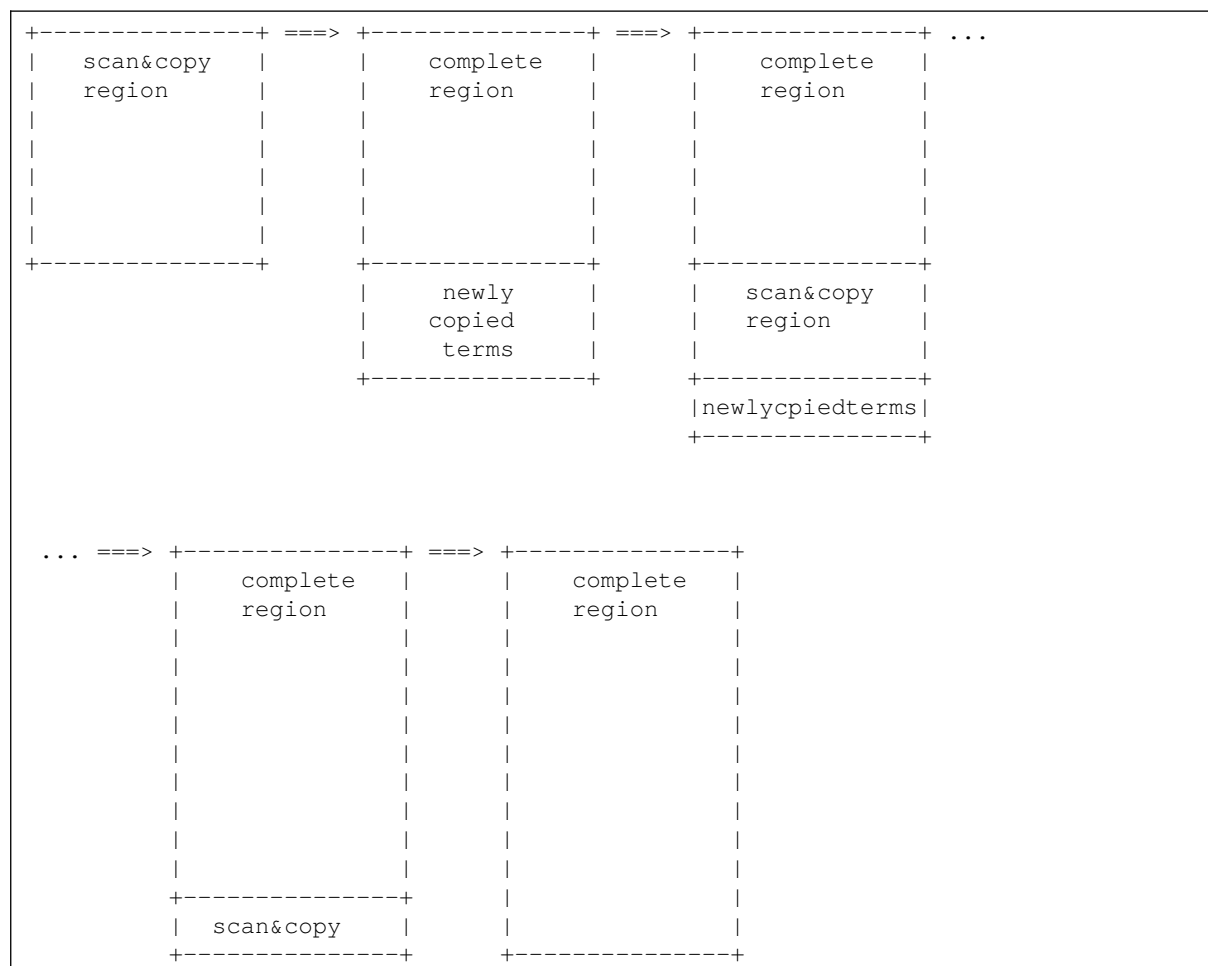 +---------------+ ===> +---------------+ ===> +---------------+ ...
|   scan&copy   |      |    complete   |      |    complete   |
|   region      |      |    region     |      |    region     |
|               |      |               |      |               |
|               |      |               |      |               |
|               |      |               |      |               |
|               |      |               |      |               |
|               |      |               |      |               |
+---------------+      +---------------+      +---------------+
                       |     newly     |      |   scan&copy   |
                       |    copied     |      |   region      |
                       |     terms     |      |               |
                       +---------------+      +---------------+
                                              |newlycpiedterms|
                                              +---------------+
 ... ===> +---------------+ ===> +---------------+
          |    complete   |      |    complete   |
          |    region     |      |    region     |
          |               |      |               |
          |               |      |               |
          |               |      |               |
          |               |      |               |
          |               |      |               |
          |               |      |               |
          |               |      |               |
          |               |      |               |
          |               |      |               |
          +---------------+      |               |
          |  scan&copy    |      |               |
          +---------------+      +---------------+